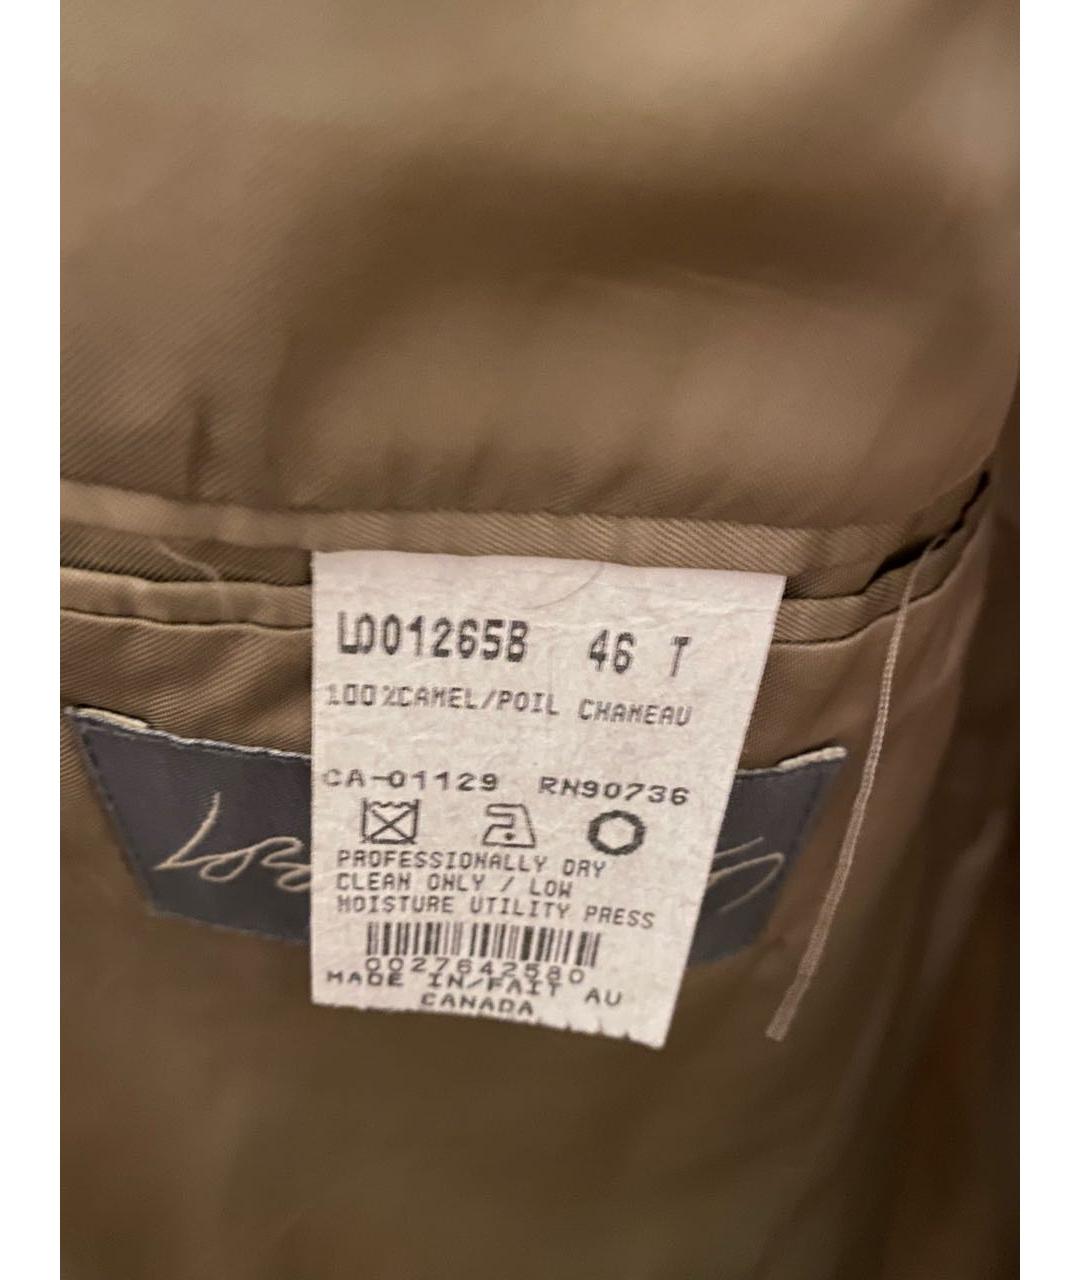 LD01265B 46 T
100%CAMEL/POIL CHAMEAU
CA-01129 RN90736
PROFESSIONALLY DRY
CLEAN ONLY / LOW
MOISTURE UTILITY PRESS
0027642580
MADE IN/FAIT AU
CANADA